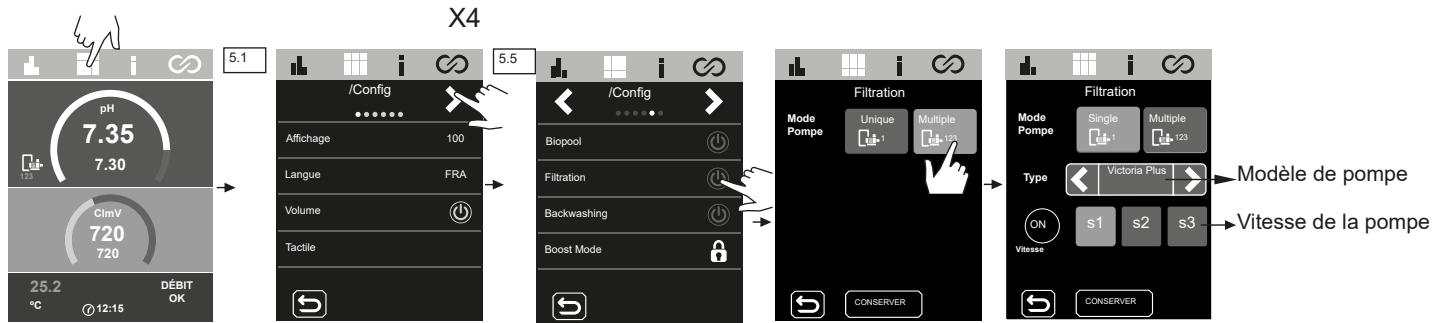 X4
5.1
pH
7.35
7.30
123
ClmV
720
720
25.2
ºC
12:15
DÉBIT
OK
/Config
Affichage 100
Langue FRA
Volume
Tactile
5.5
/Config
Biopool
Filtration
Backwashing
Boost Mode
Filtration
Mode
Pompe
Unique
1
Multiple
123
CONSERVER
Filtration
Mode
Pompe
Single
1
Multiple
123
Type
Victoria Plus
Modèle de pompe
ON
Vitesse
s1 s2 s3
Vitesse de la pompe
CONSERVER